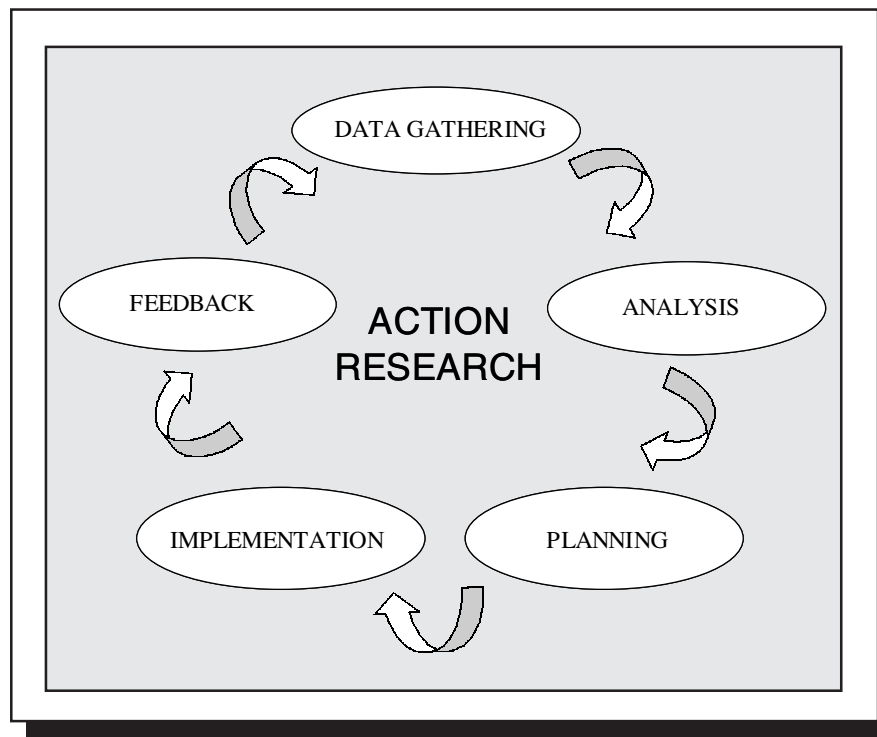 DATA GATHERING
FEEDBACK
ANALYSIS
ACTION
RESEARCH
IMPLEMENTATION
PLANNING